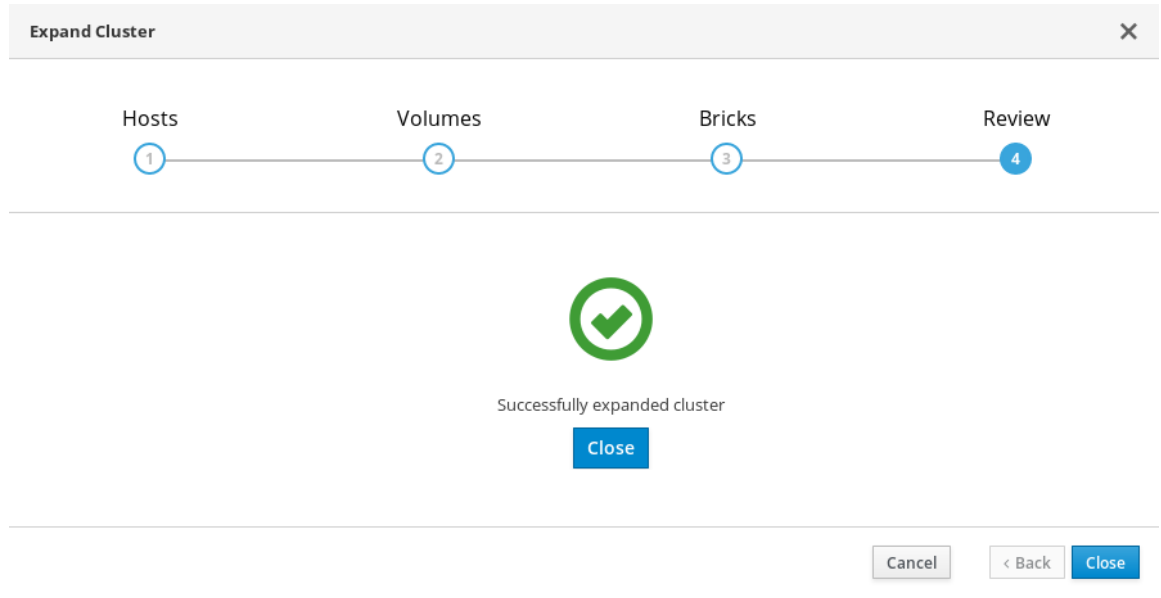 Expand Cluster
Hosts Volumes Bricks Review
1 2 3 4
Successfully expanded cluster
Close
Cancel < Back Close